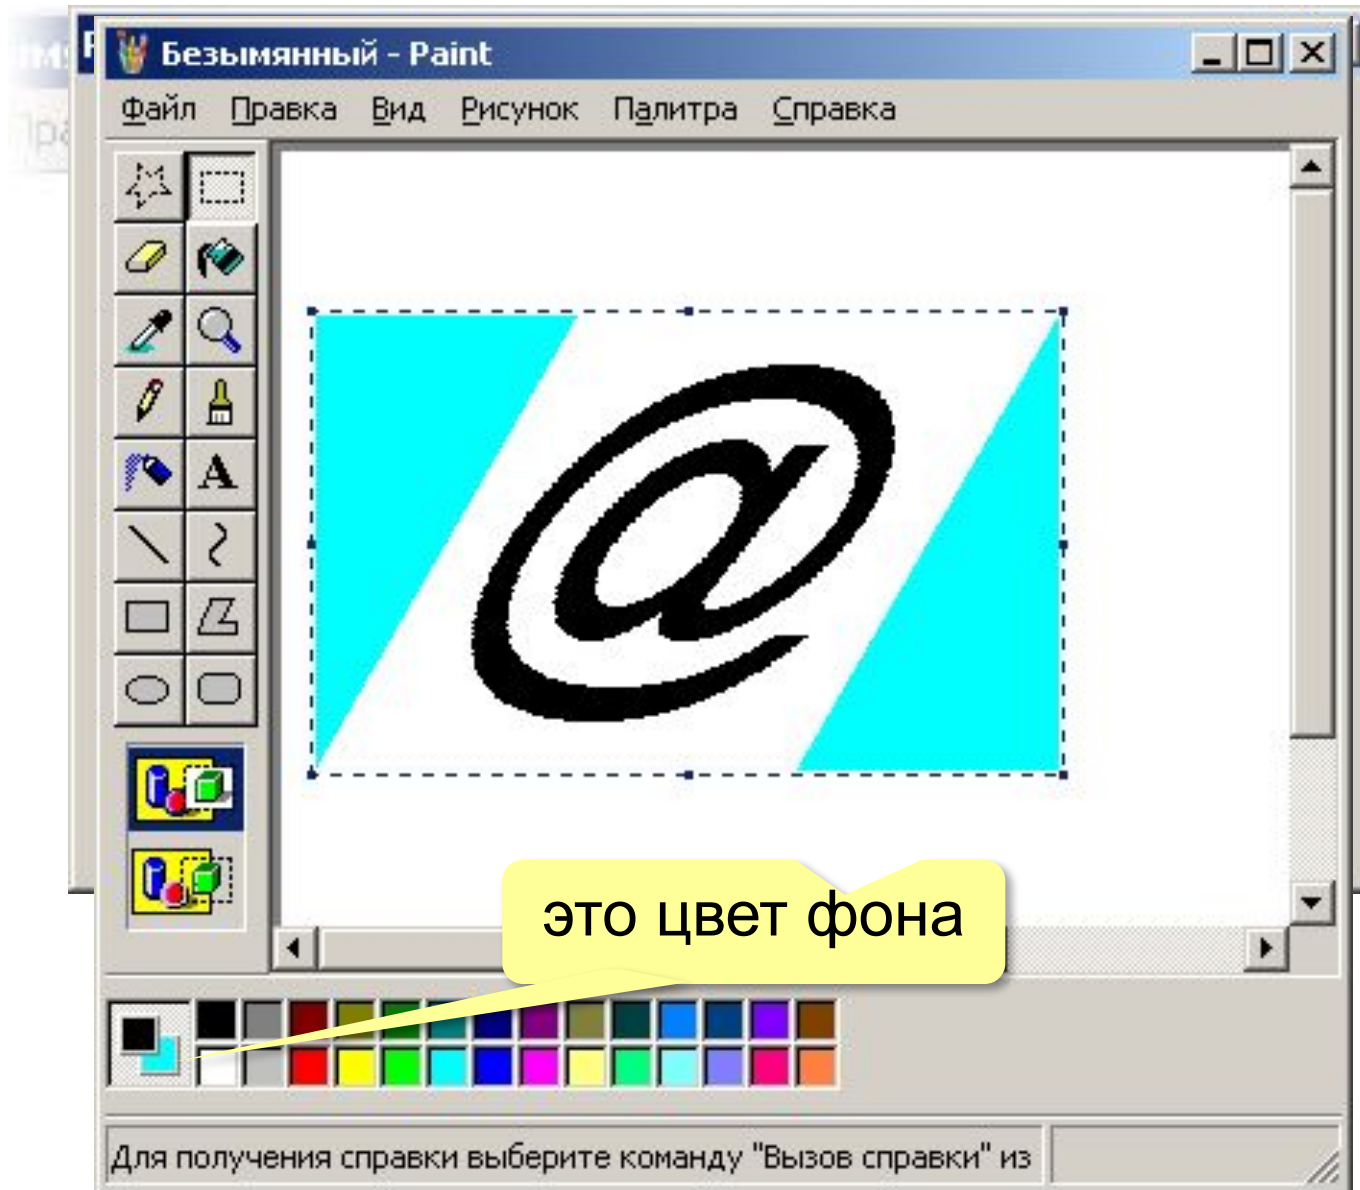 Безымянный - Paint
Файл Правка Вид Рисунок Палитра Справка
A
@
это цвет фона
Для получения справки выберите команду "Вызов справки" из